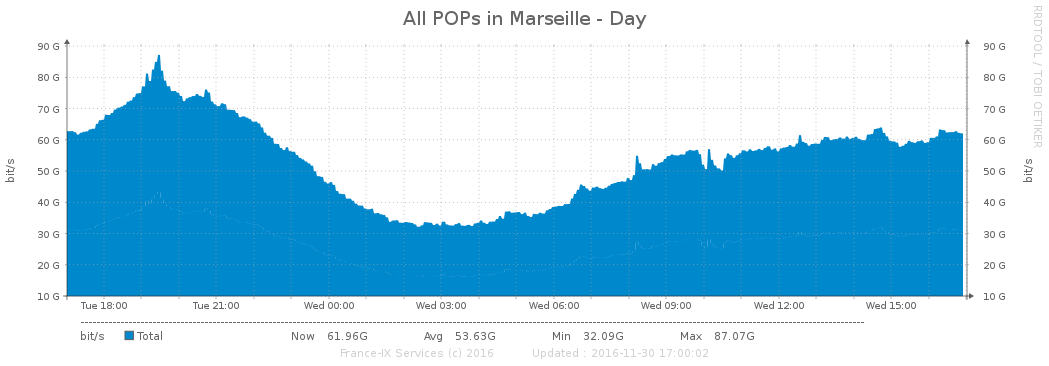 All POPs in Marseille - Day
RRDTOOL / TOBI OETIKER
90 G 90 G
80 G 80 G
70 G 70 G
60 G 60 G
50 G 50 G
40 G 40 G
30 G 30 G
20 G 20 G
10 G 10 G
bit/s bit/s
Tue 18:00 Tue 21:00 Wed 00:00 Wed 03:00 Wed 06:00 Wed 09:00 Wed 12:00 Wed 15:00
bit/s Total Now 61.96G Avg 53.63G Min 32.09G Max 87.07G
France-IX Services (c) 2016 Updated : 2016-11-30 17:00:02